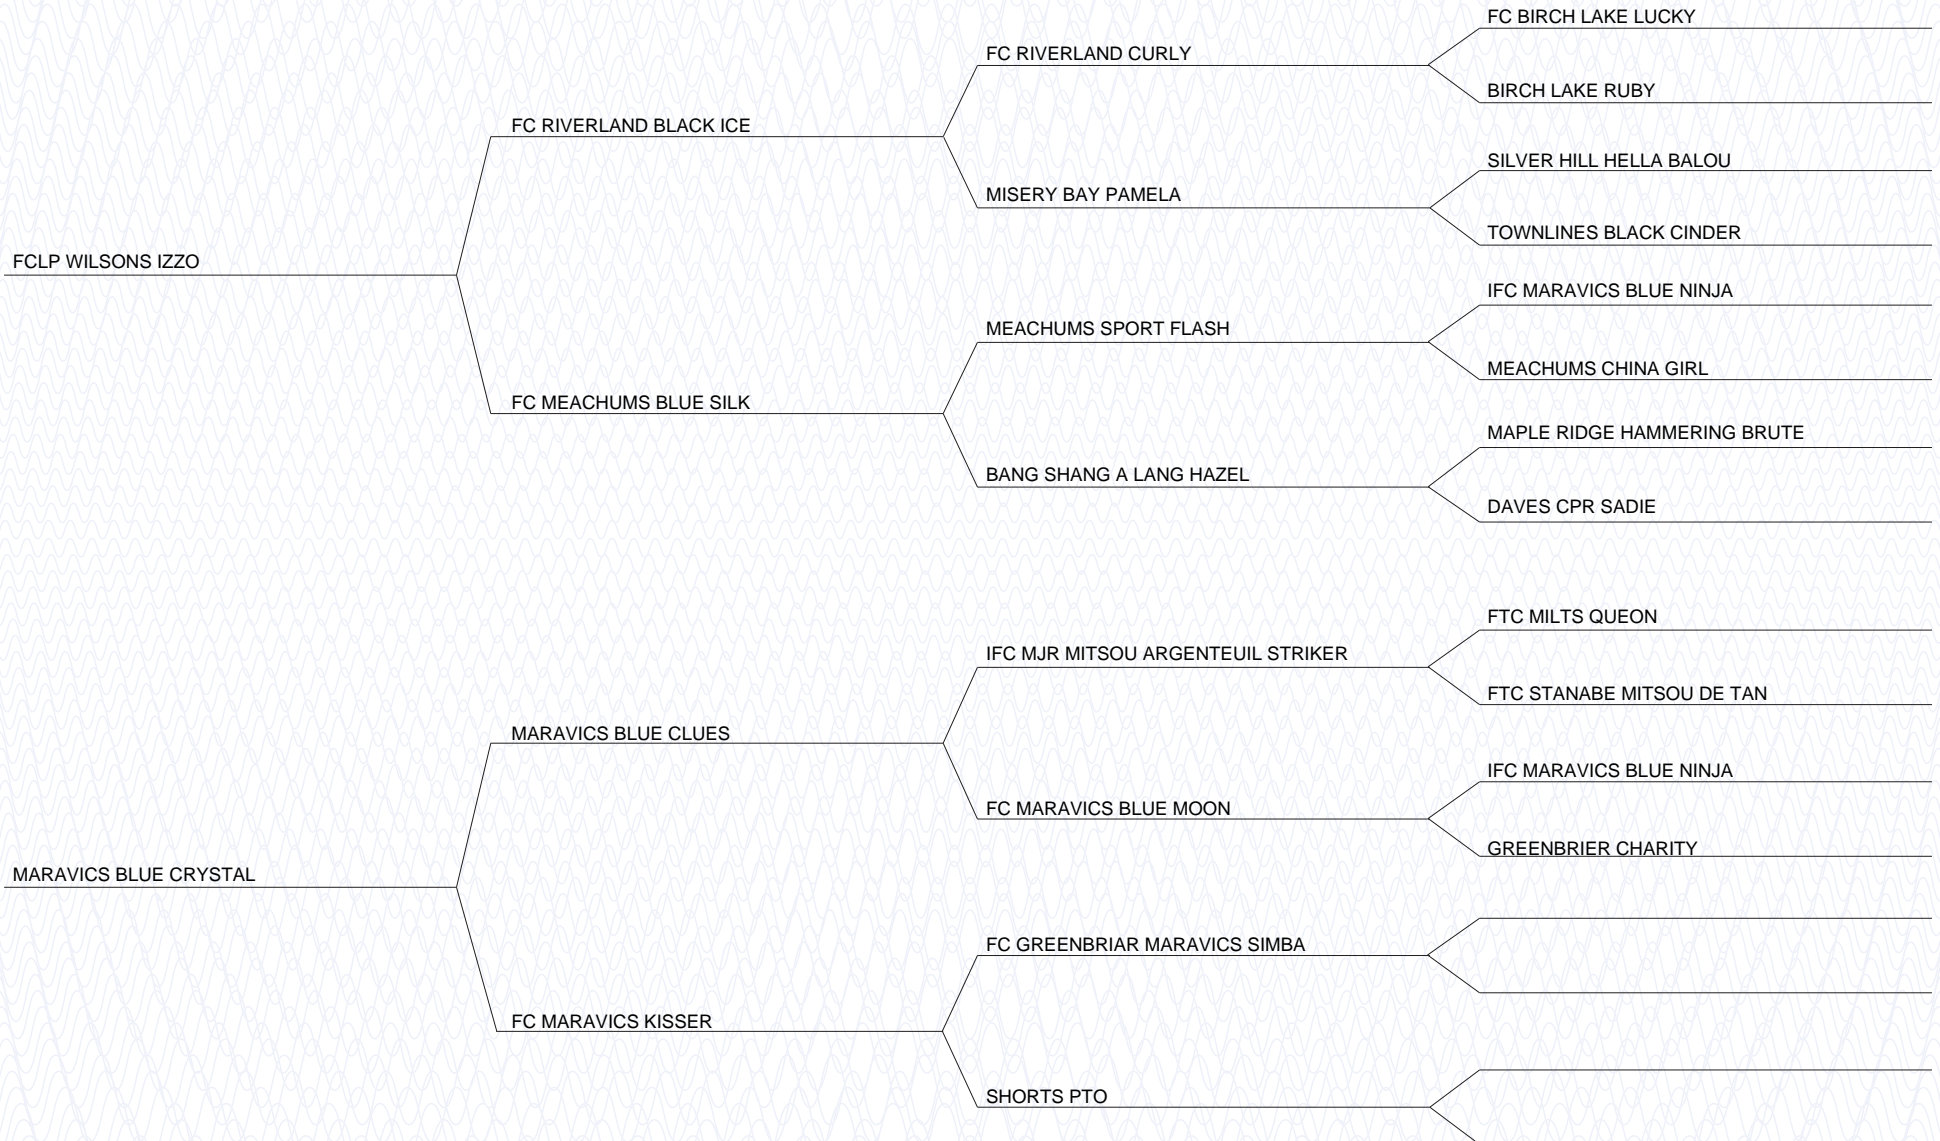 FC BIRCH LAKE LUCKY
FC RIVERLAND CURLY
BIRCH LAKE RUBY
FC RIVERLAND BLACK ICE
SILVER HILL HELLA BALOU
MISERY BAY PAMELA
TOWNLINES BLACK CINDER
FCLP WILSONS IZZO
IFC MARAVICS BLUE NINJA
MEACHUMS SPORT FLASH
MEACHUMS CHINA GIRL
FC MEACHUMS BLUE SILK
MAPLE RIDGE HAMMERING BRUTE
BANG SHANG A LANG HAZEL
DAVES CPR SADIE
FTC MILTS QUEON
IFC MJR MITSOU ARGENTEUIL STRIKER
FTC STANABE MITSOU DE TAN
MARAVICS BLUE CLUES
IFC MARAVICS BLUE NINJA
FC MARAVICS BLUE MOON
GREENBRIER CHARITY
MARAVICS BLUE CRYSTAL
FC GREENBRIAR MARAVICS SIMBA
FC MARAVICS KISSER
SHORTS PTO